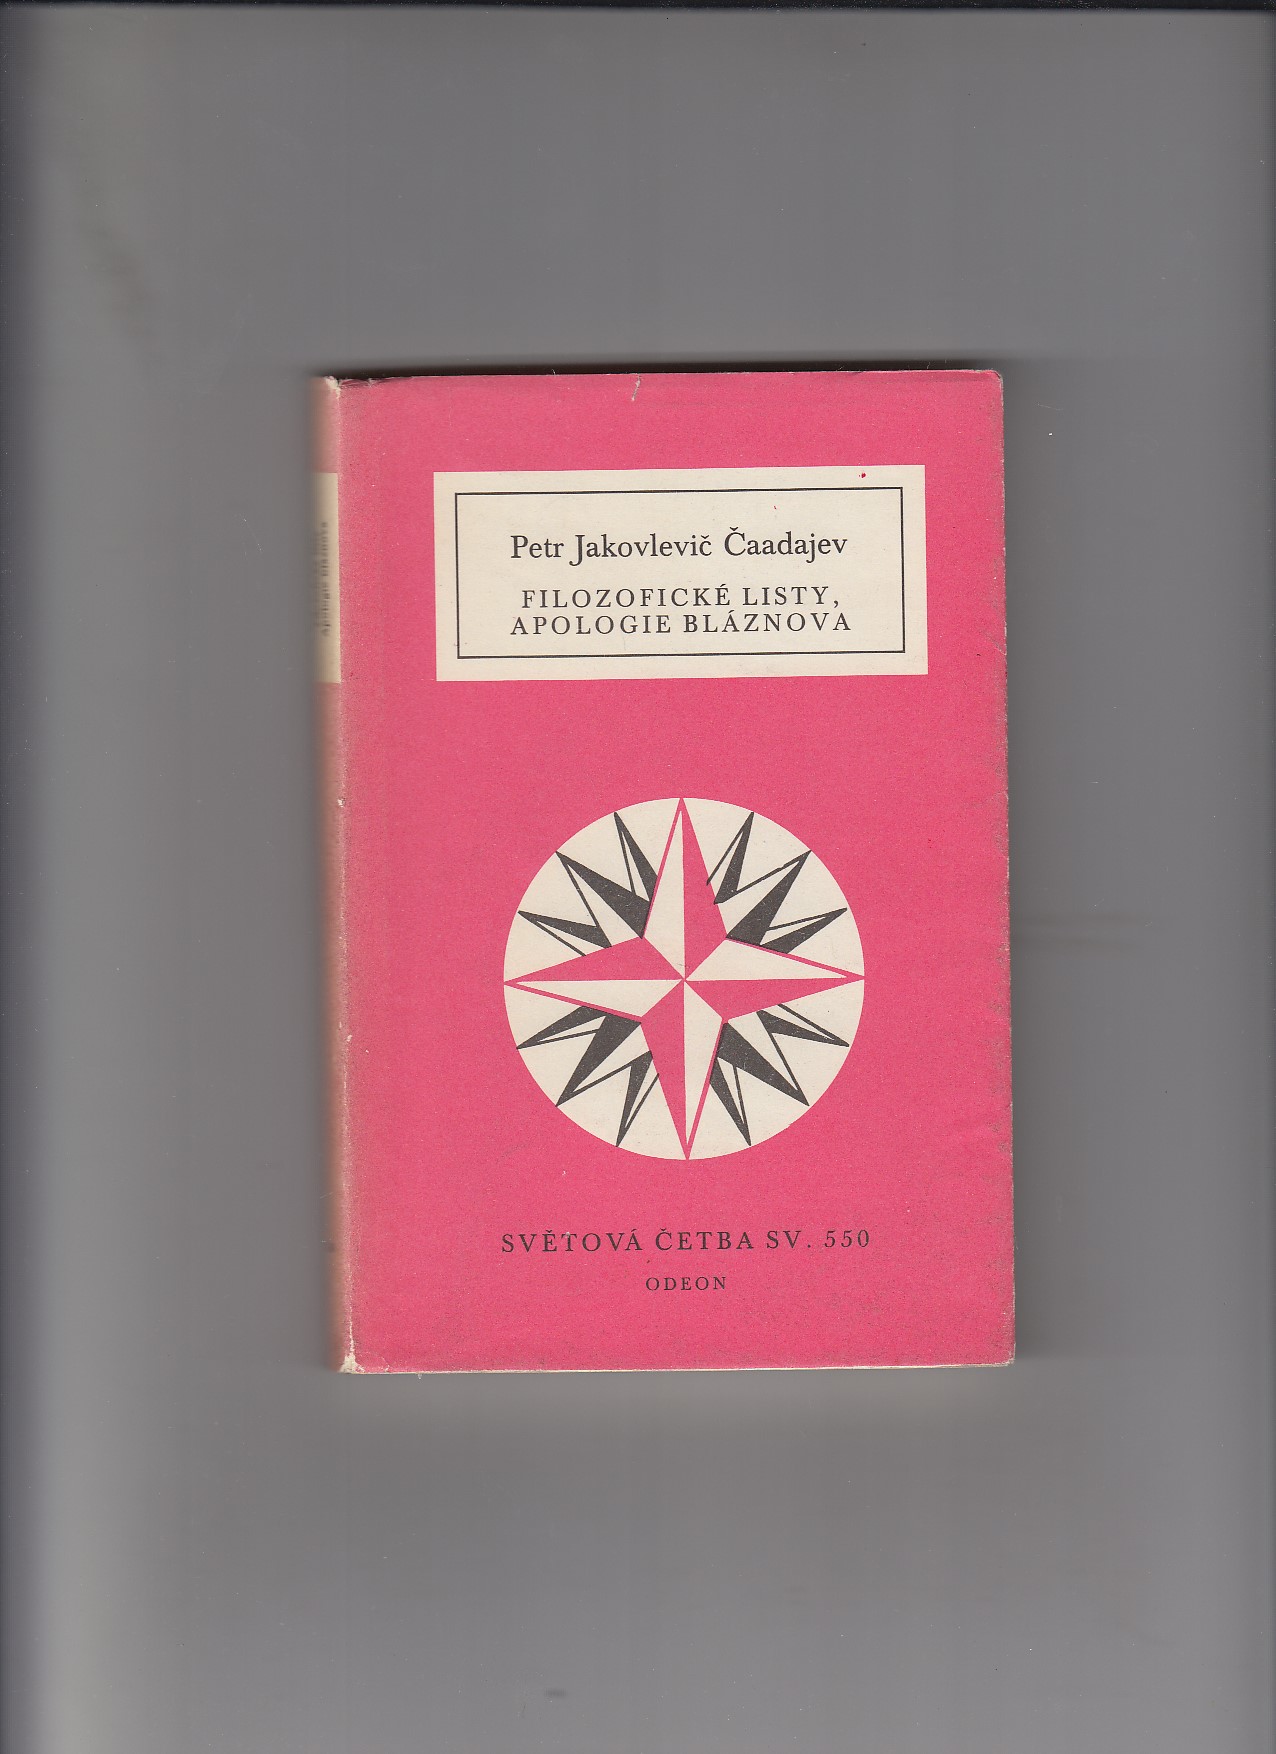 Petr Jakovlevič Čaadajev
FILOZOFICKÉ LISTY,
APOLOGIE BLÁZNOVA
SVĚTOVÁ ČETBA SV. 550
ODEON